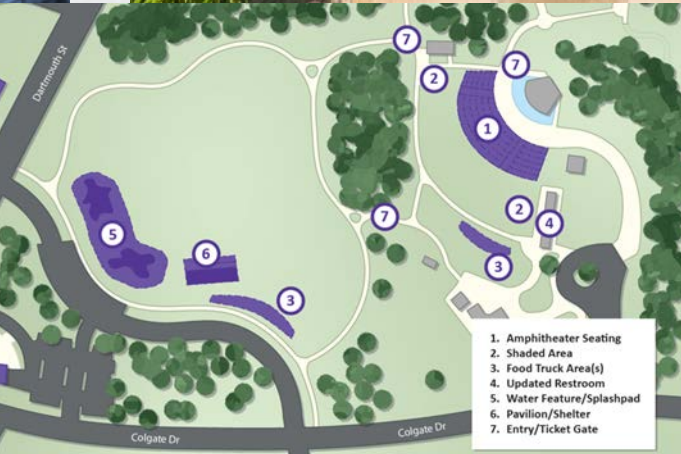 Dartmouth St
7
7
2
1
5
7
2
4
6
3
3
1. Amphitheater Seating
2. Shaded Area
3. Food Truck Area(s)
4. Updated Restroom
5. Water Feature/Splashpad
6. Pavilion/Shelter
7. Entry/Ticket Gate
Colgate Dr
Colgate Dr